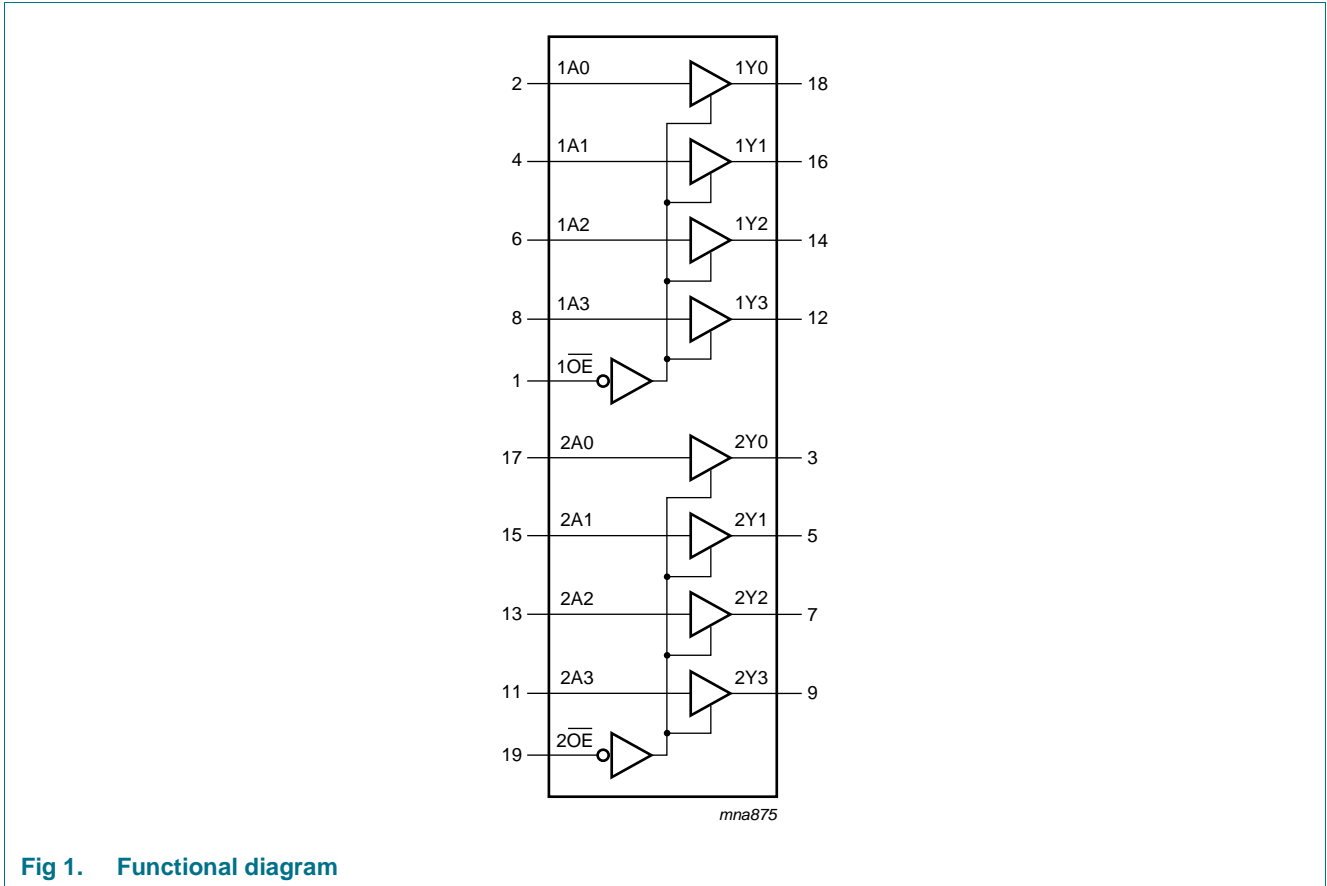 2 1A0 1Y0 18
4 1A1 1Y1 16
6 1A2 1Y2 14
8 1A3 1Y3 12
1 1O̅E̅
17 2A0 2Y0 3
15 2A1 2Y1 5
13 2A2 2Y2 7
11 2A3 2Y3 9
19 2O̅E̅
mna875
Fig 1. Functional diagram